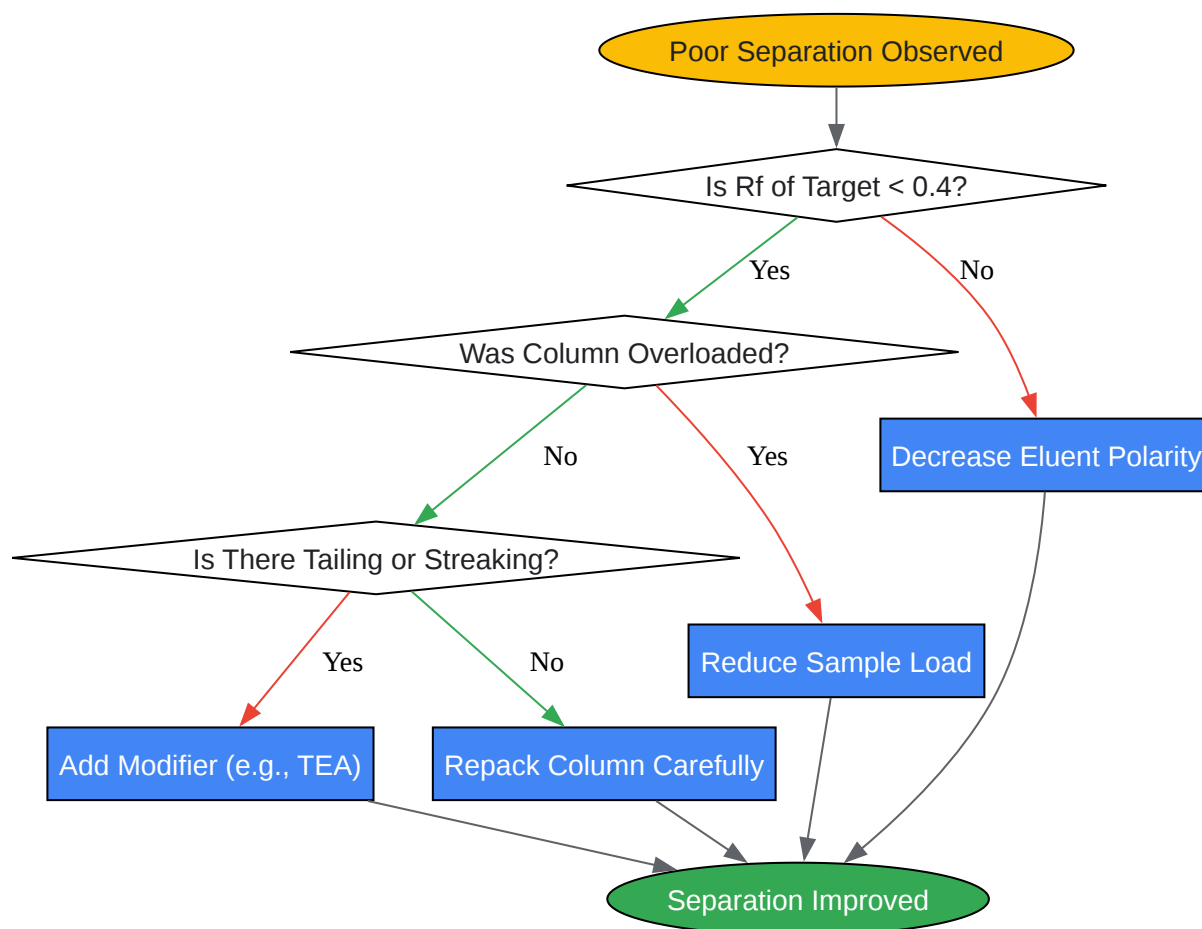 Poor Separation Observed
Is Rf of Target < 0.4?
Yes
No
Was Column Overloaded?
No
Yes
Decrease Eluent Polarity
Is There Tailing or Streaking?
Yes
No
Reduce Sample Load
Add Modifier (e.g., TEA)
Repack Column Carefully
Separation Improved